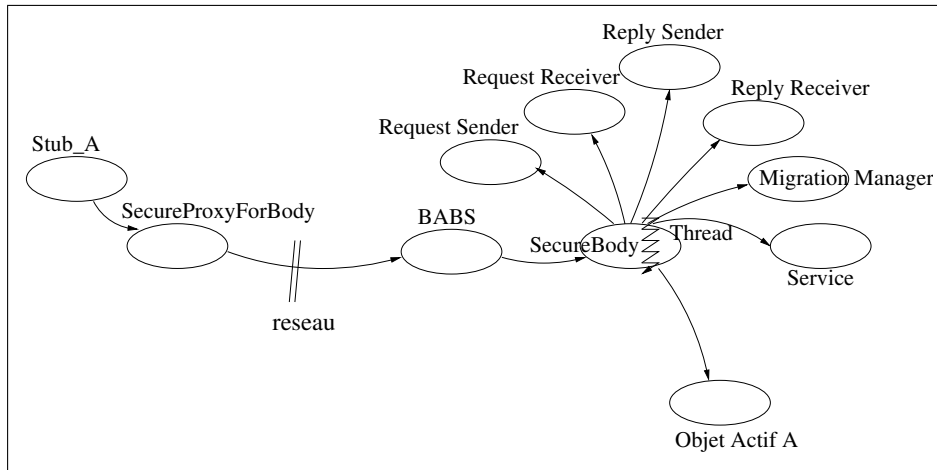 Reply Sender
Request Receiver
Reply Receiver
Request Sender
Stub_A
Migration Manager
SecureProxyForBody
BABS
SecureBody
Thread
Service
reseau
Objet Actif A